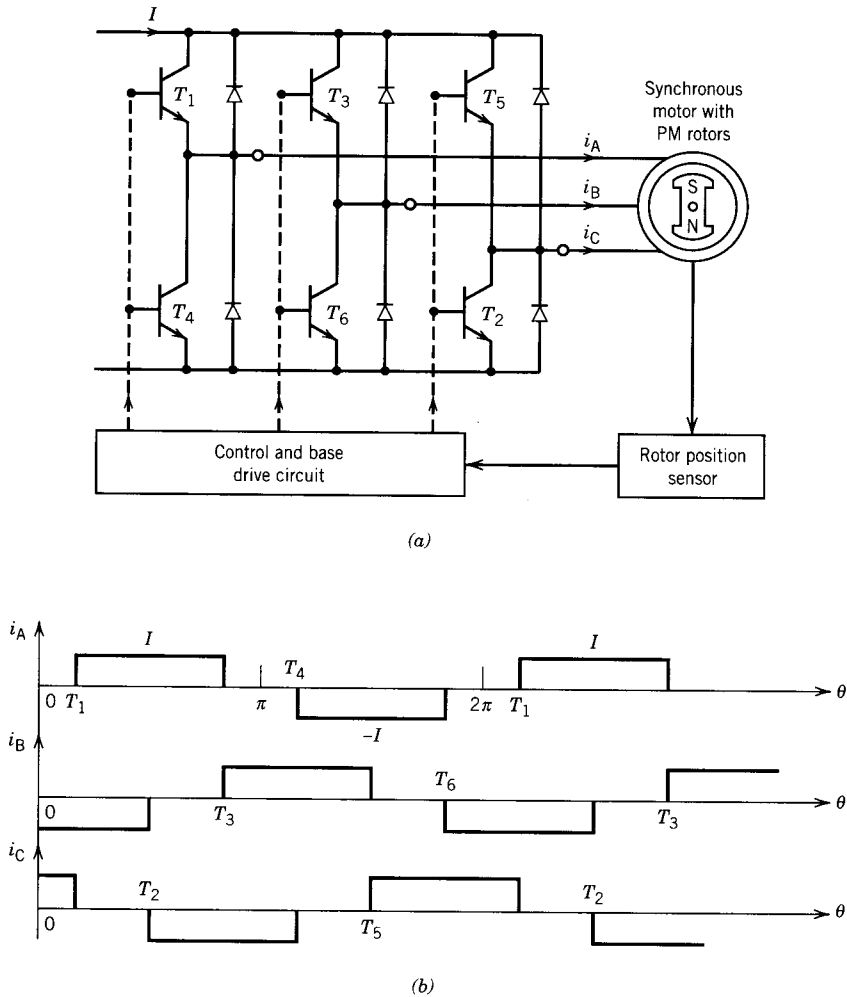 I
T1
T3
T5
Synchronous
motor with
PM rotors
iA
iB
iC
S
N
T4
T6
T2
Control and base
drive circuit
Rotor position
sensor
(a)
iA
I
T4
I
0 T1
π
2π
T1
θ
-I
iB
T6
0
T3
T3
θ
iC
T2
T2
0
T5
θ
(b)